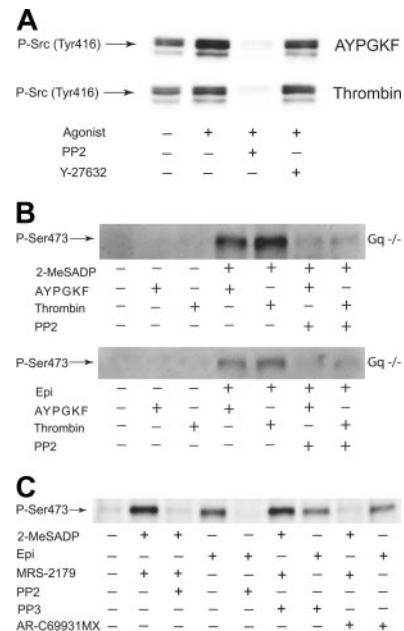 A
P-Src (Tyr416) AYPGKF
P-Src (Tyr416) Thrombin
Agonist – + + +
PP2 – – + –
Y-27632 – – – +
B
P-Ser473 Gq -/-
2-MeSADP – – – + + + +
AYPGKF – + – + – + –
Thrombin – – + – + – +
PP2 – – – – – + +
P-Ser473 Gq -/-
Epi – – – + + + +
AYPGKF – + – + – + –
Thrombin – – + – + – +
PP2 – – – – – + +
C
P-Ser473
2-MeSADP – + + – – + – + –
Epi – – – + + – + – +
MRS-2179 – + + – – + – + –
PP2 – – + – + – – – –
PP3 – – – – – + + – –
AR-C69931MX – – – – – – – + +